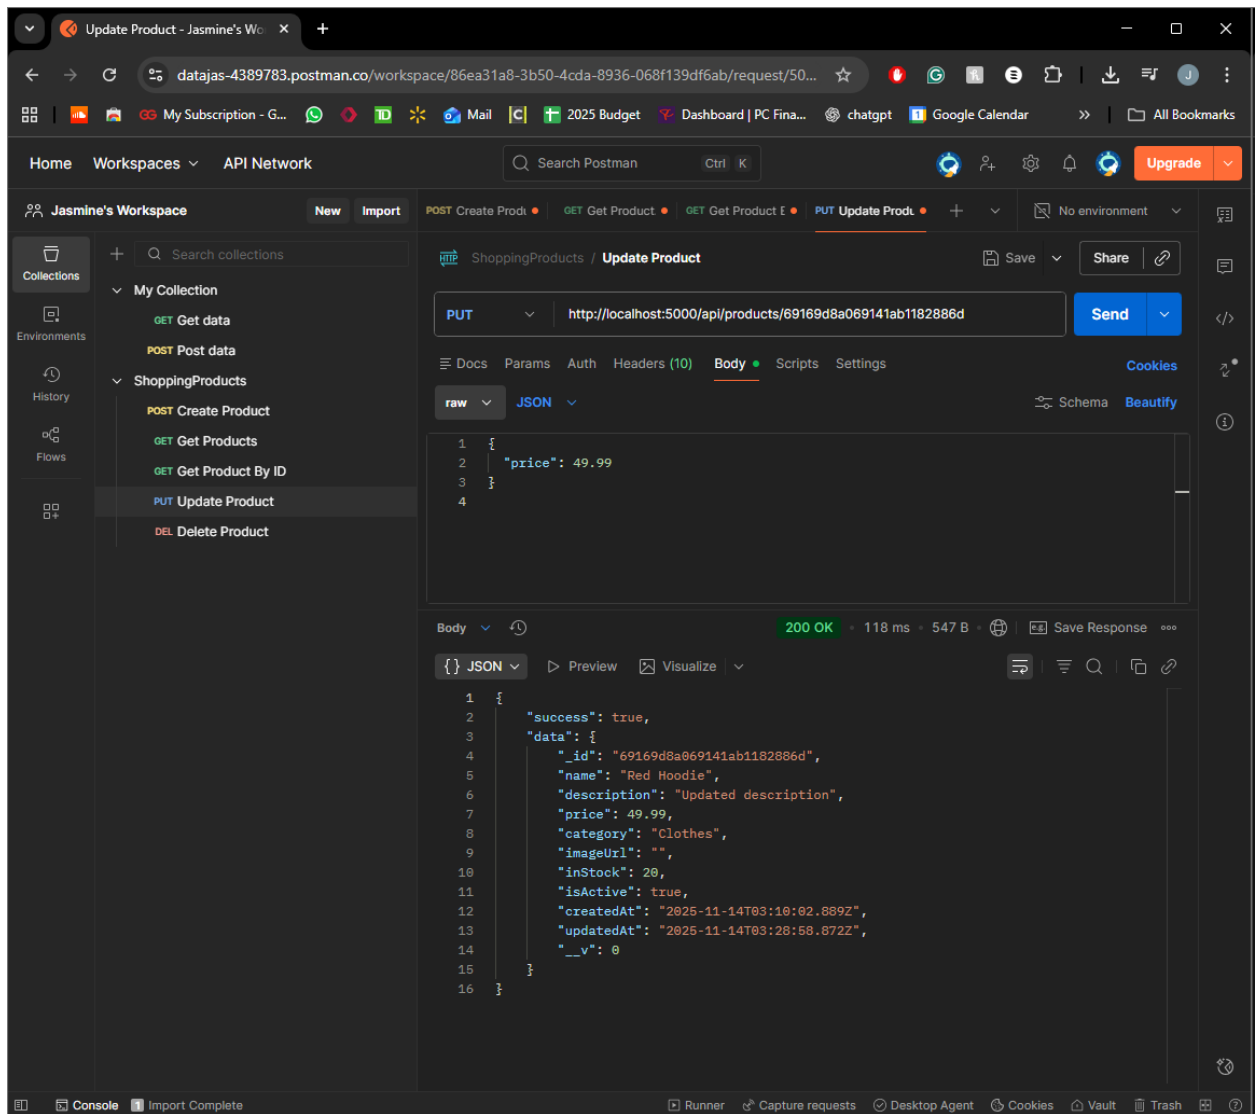 Update Product - Jasmine's Wo
datajas-4389783.postman.co/workspace/86ea31a8-3b50-4cda-8936-068f139df6ab/request/50...
J
GG My Subscription - G... TD Mail C 2025 Budget Dashboard | PC Fina... chatgpt 1 Google Calendar » All Bookmarks
Home Workspaces API Network Search Postman Ctrl K Upgrade
Jasmine's Workspace New Import POST Create Produ GET Get Product GET Get Product E PUT Update Produ + No environment
Collections
Search collections
Environments
History
Flows
My Collection
GET Get data
POST Post data
ShoppingProducts
POST Create Product
GET Get Products
GET Get Product By ID
PUT Update Product
DEL Delete Product
HTTP ShoppingProducts / Update Product Save Share
PUT http://localhost:5000/api/products/69169d8a069141ab1182886d Send
Docs Params Auth Headers (10) Body Scripts Settings Cookies
raw JSON Schema Beautify
1 {
2 "price": 49.99
3 }
4
Body 200 OK 118 ms 547 B e.g. Save Response
{} JSON Preview Visualize
1 {
2 "success": true,
3 "data": {
4 "_id": "69169d8a069141ab1182886d",
5 "name": "Red Hoodie",
6 "description": "Updated description",
7 "price": 49.99,
8 "category": "Clothes",
9 "imageUrl": "",
10 "inStock": 20,
11 "isActive": true,
12 "createdAt": "2025-11-14T03:10:02.889Z",
13 "updatedAt": "2025-11-14T03:28:58.872Z",
14 "__v": 0
15 }
16 }
Console 1 Import Complete Runner Capture requests Desktop Agent Cookies Vault Trash